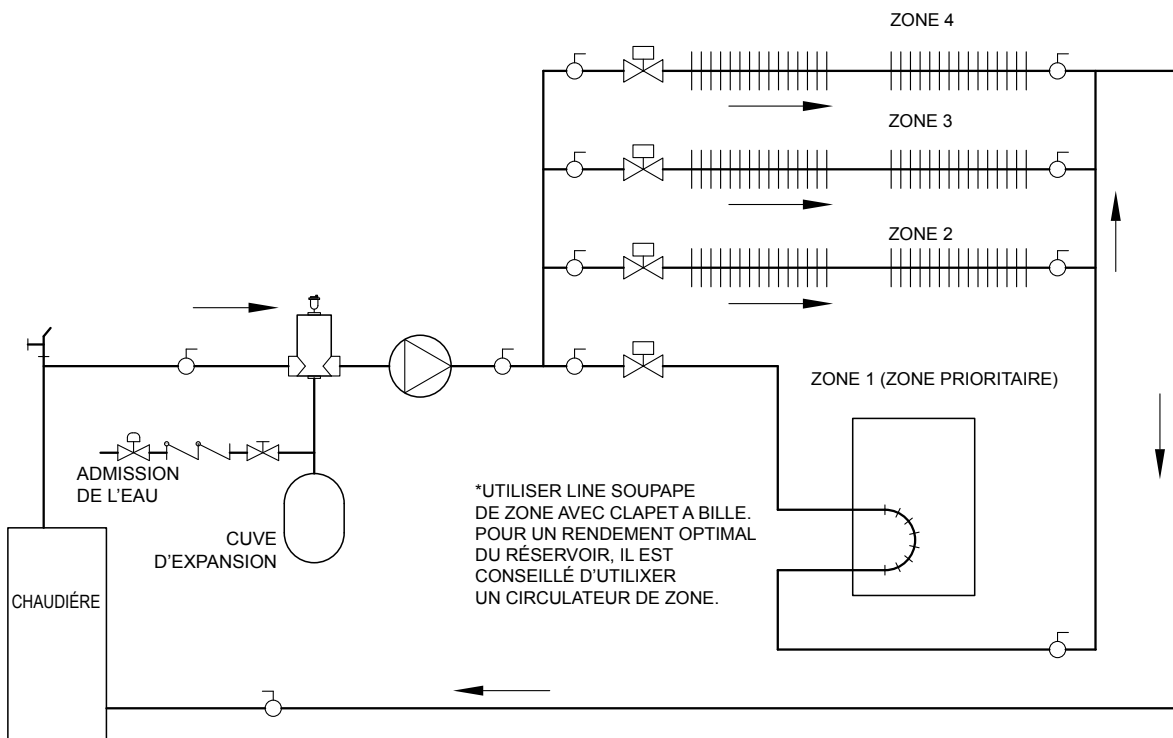 ZONE 4
ZONE 3
ZONE 2
ZONE 1 (ZONE PRIORITAIRE)
ADMISSION
DE L'EAU
CUVE
D'EXPANSION
*UTILISER LINE SOUPAPE
DE ZONE AVEC CLAPET A BILLE.
POUR UN RENDEMENT OPTIMAL
DU RÉSERVOIR, IL EST
CONSEILLÉ D'UTILIXER
UN CIRCULATEUR DE ZONE.
CHAUDIÉRE